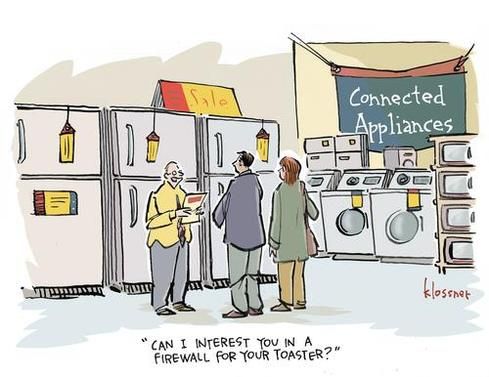 Sale
Connected
Appliances
klossner
"CAN I INTEREST YOU IN A
FIREWALL FOR YOUR TOASTER?"